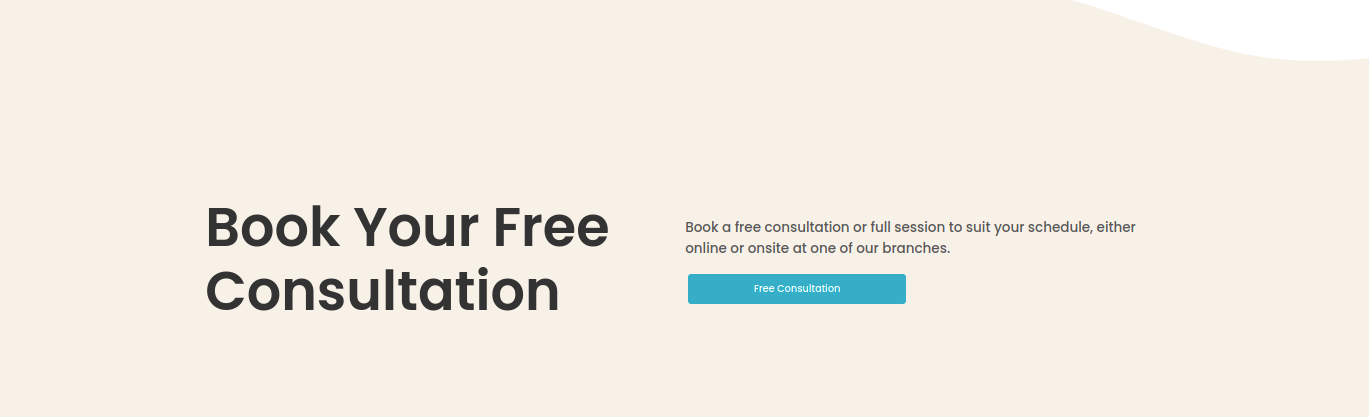 Book Your Free
Consultation
Book a free consultation or full session to suit your schedule, either
online or onsite at one of our branches.
Free Consultation